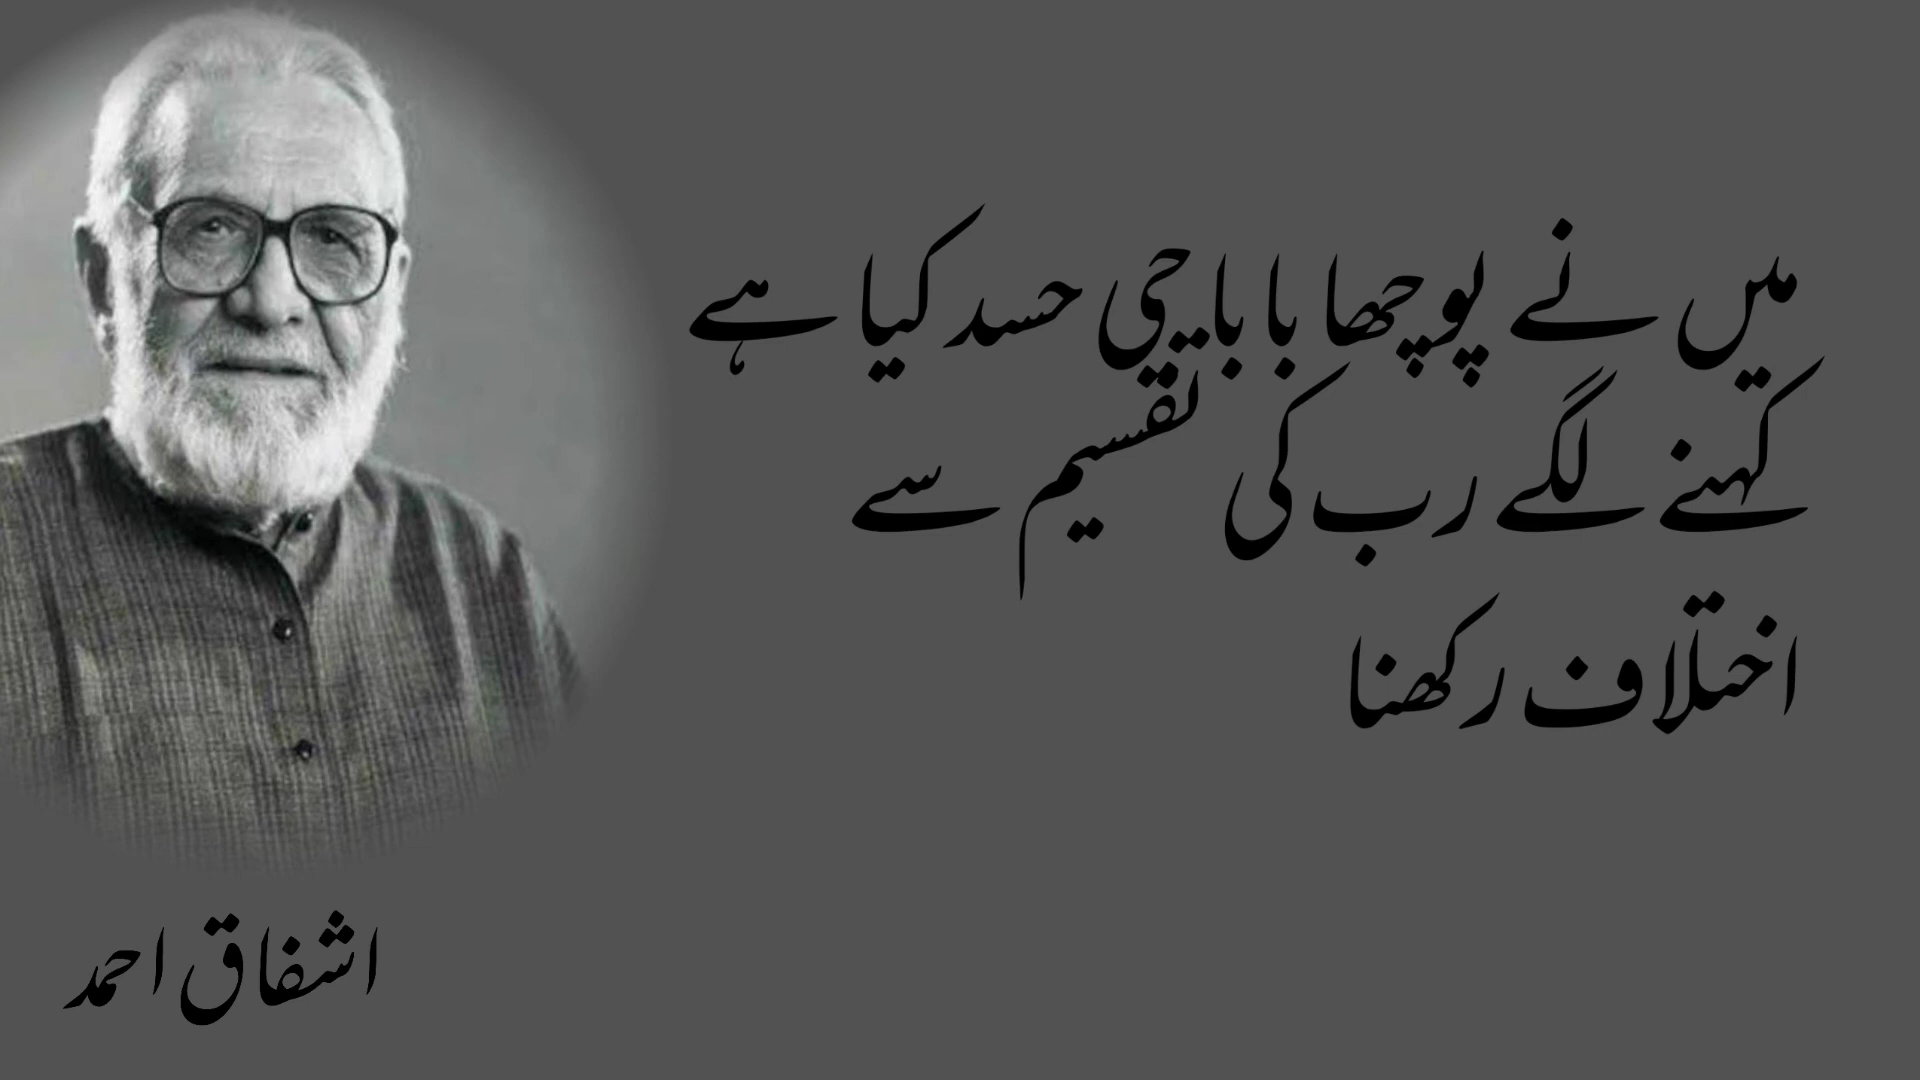 میں نے پوچھا بابا جی حسد کیا ہے
کہنے لگے رب کی تقسیم سے
اختلاف رکھنا
اشفاق احمد